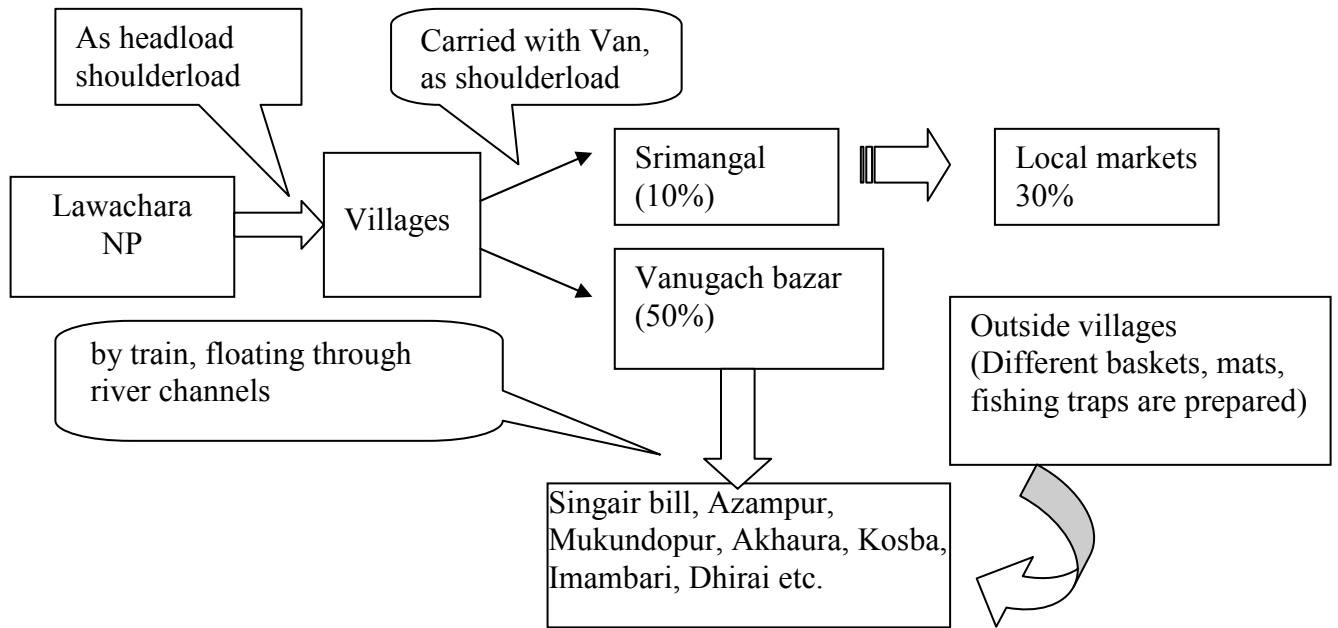 As headload
shoulderload
Carried with Van,
as shoulderload
Lawachara
NP
Villages
Srimangal
(10%)
Local markets
30%
Vanugach bazar
(50%)
by train, floating through
river channels
Outside villages
(Different baskets, mats,
fishing traps are prepared)
Singair bill, Azampur,
Mukundopur, Akhaura, Kosba,
Imambari, Dhirai etc.